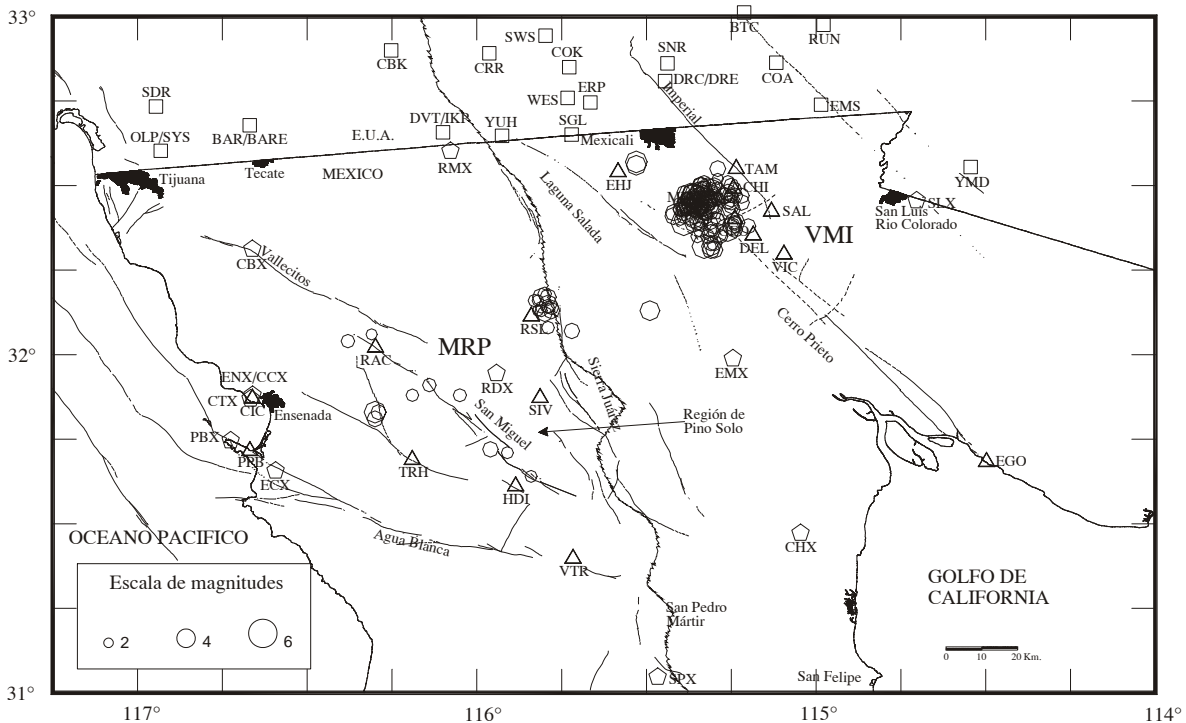 33°
BTC
RUN
SWS
COK
SNR
CBK
CRR
COA
DRC/DRE
ERP
WES
Imperial
EMS
SDR
DVT/IKP
YUH
SGL
Mexicali
OLP/SYS
BAR/BARE
E.U.A.
Tijuana
Tecate
MEXICO
RMX
EHJ
TAM
CHI
YMD
Laguna Salada
SAL
SLX
San Luis
Rio Colorado
DEL
VMI
VIC
CBX
Vallecitos
RSL
Cerro Prieto
32°
RAC
MRP
RDX
EMX
Sierra Juárez
ENX/CCX
CTX
CIC
Ensenada
SIV
San Miguel
Región de
Pino Solo
PBX
PPB
ECX
TRH
HDI
EGO
OCEANO PACIFICO
Agua Blanca
VTR
CHX
GOLFO DE
CALIFORNIA
Escala de magnitudes
2
4
6
San Pedro
Mártir
0
10
20 Km.
SPX
San Felipe
31°
117°
116°
115°
114°